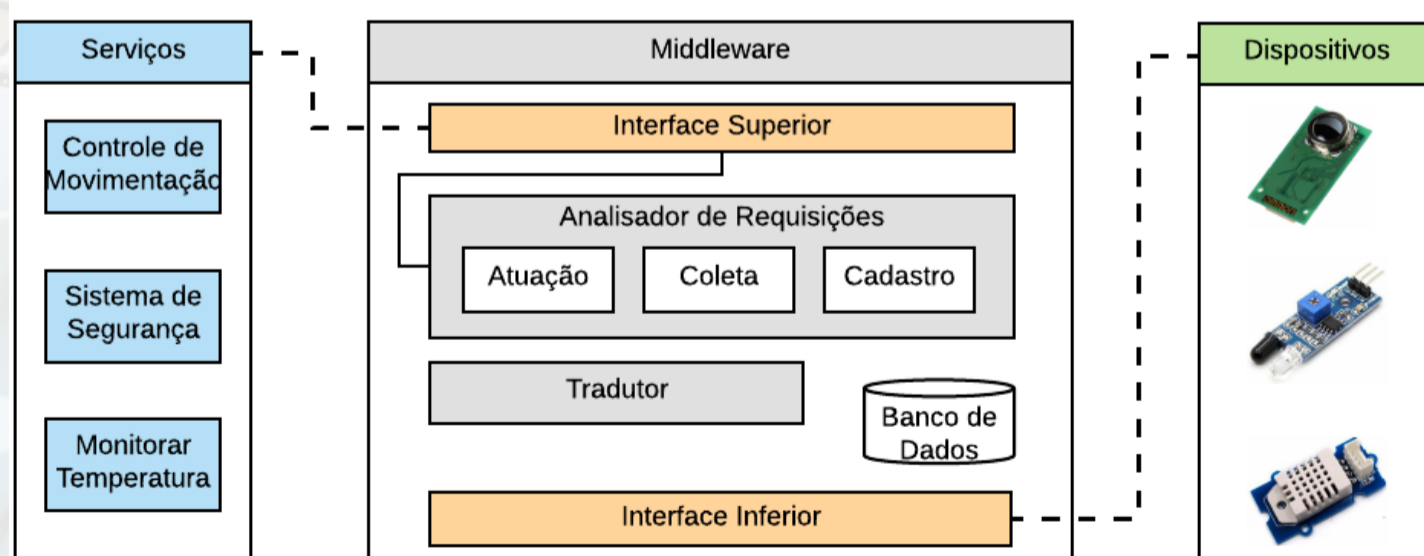 Serviços
Controle de
Movimentação
Sistema de
Segurança
Monitorar
Temperatura
Middleware
Interface Superior
Analisador de Requisições
Atuação
Coleta
Cadastro
Tradutor
Banco de
Dados
Interface Inferior
Dispositivos